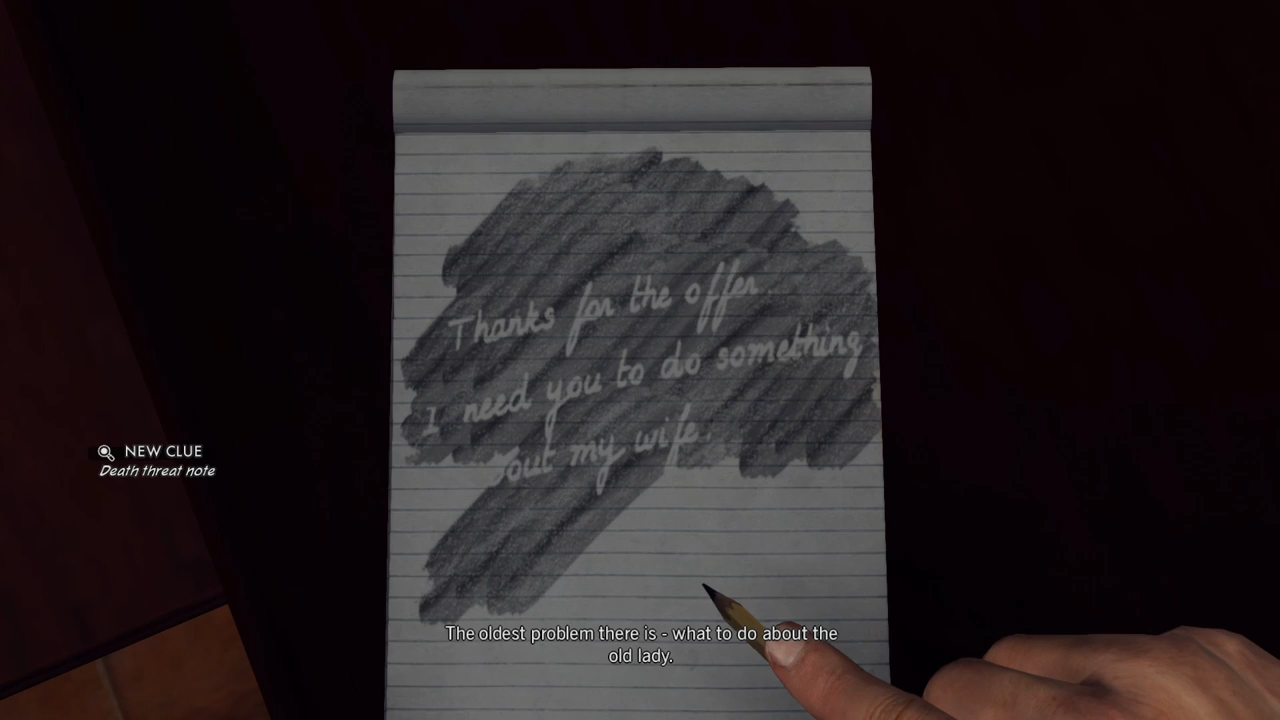 Thanks for the offer.
I need you to do something
out my wife.
NEW CLUE
Death threat note
The oldest problem there is - what to do about the
old lady.